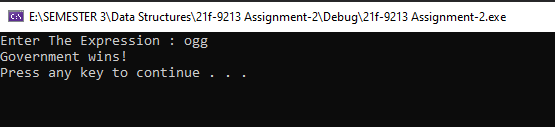 E:\SEMESTER 3\Data Structures\21f-9213 Assignment-2\Debug\21f-9213 Assignment-2.exe
Enter The Expression : ogg
Government wins!
Press any key to continue . . .